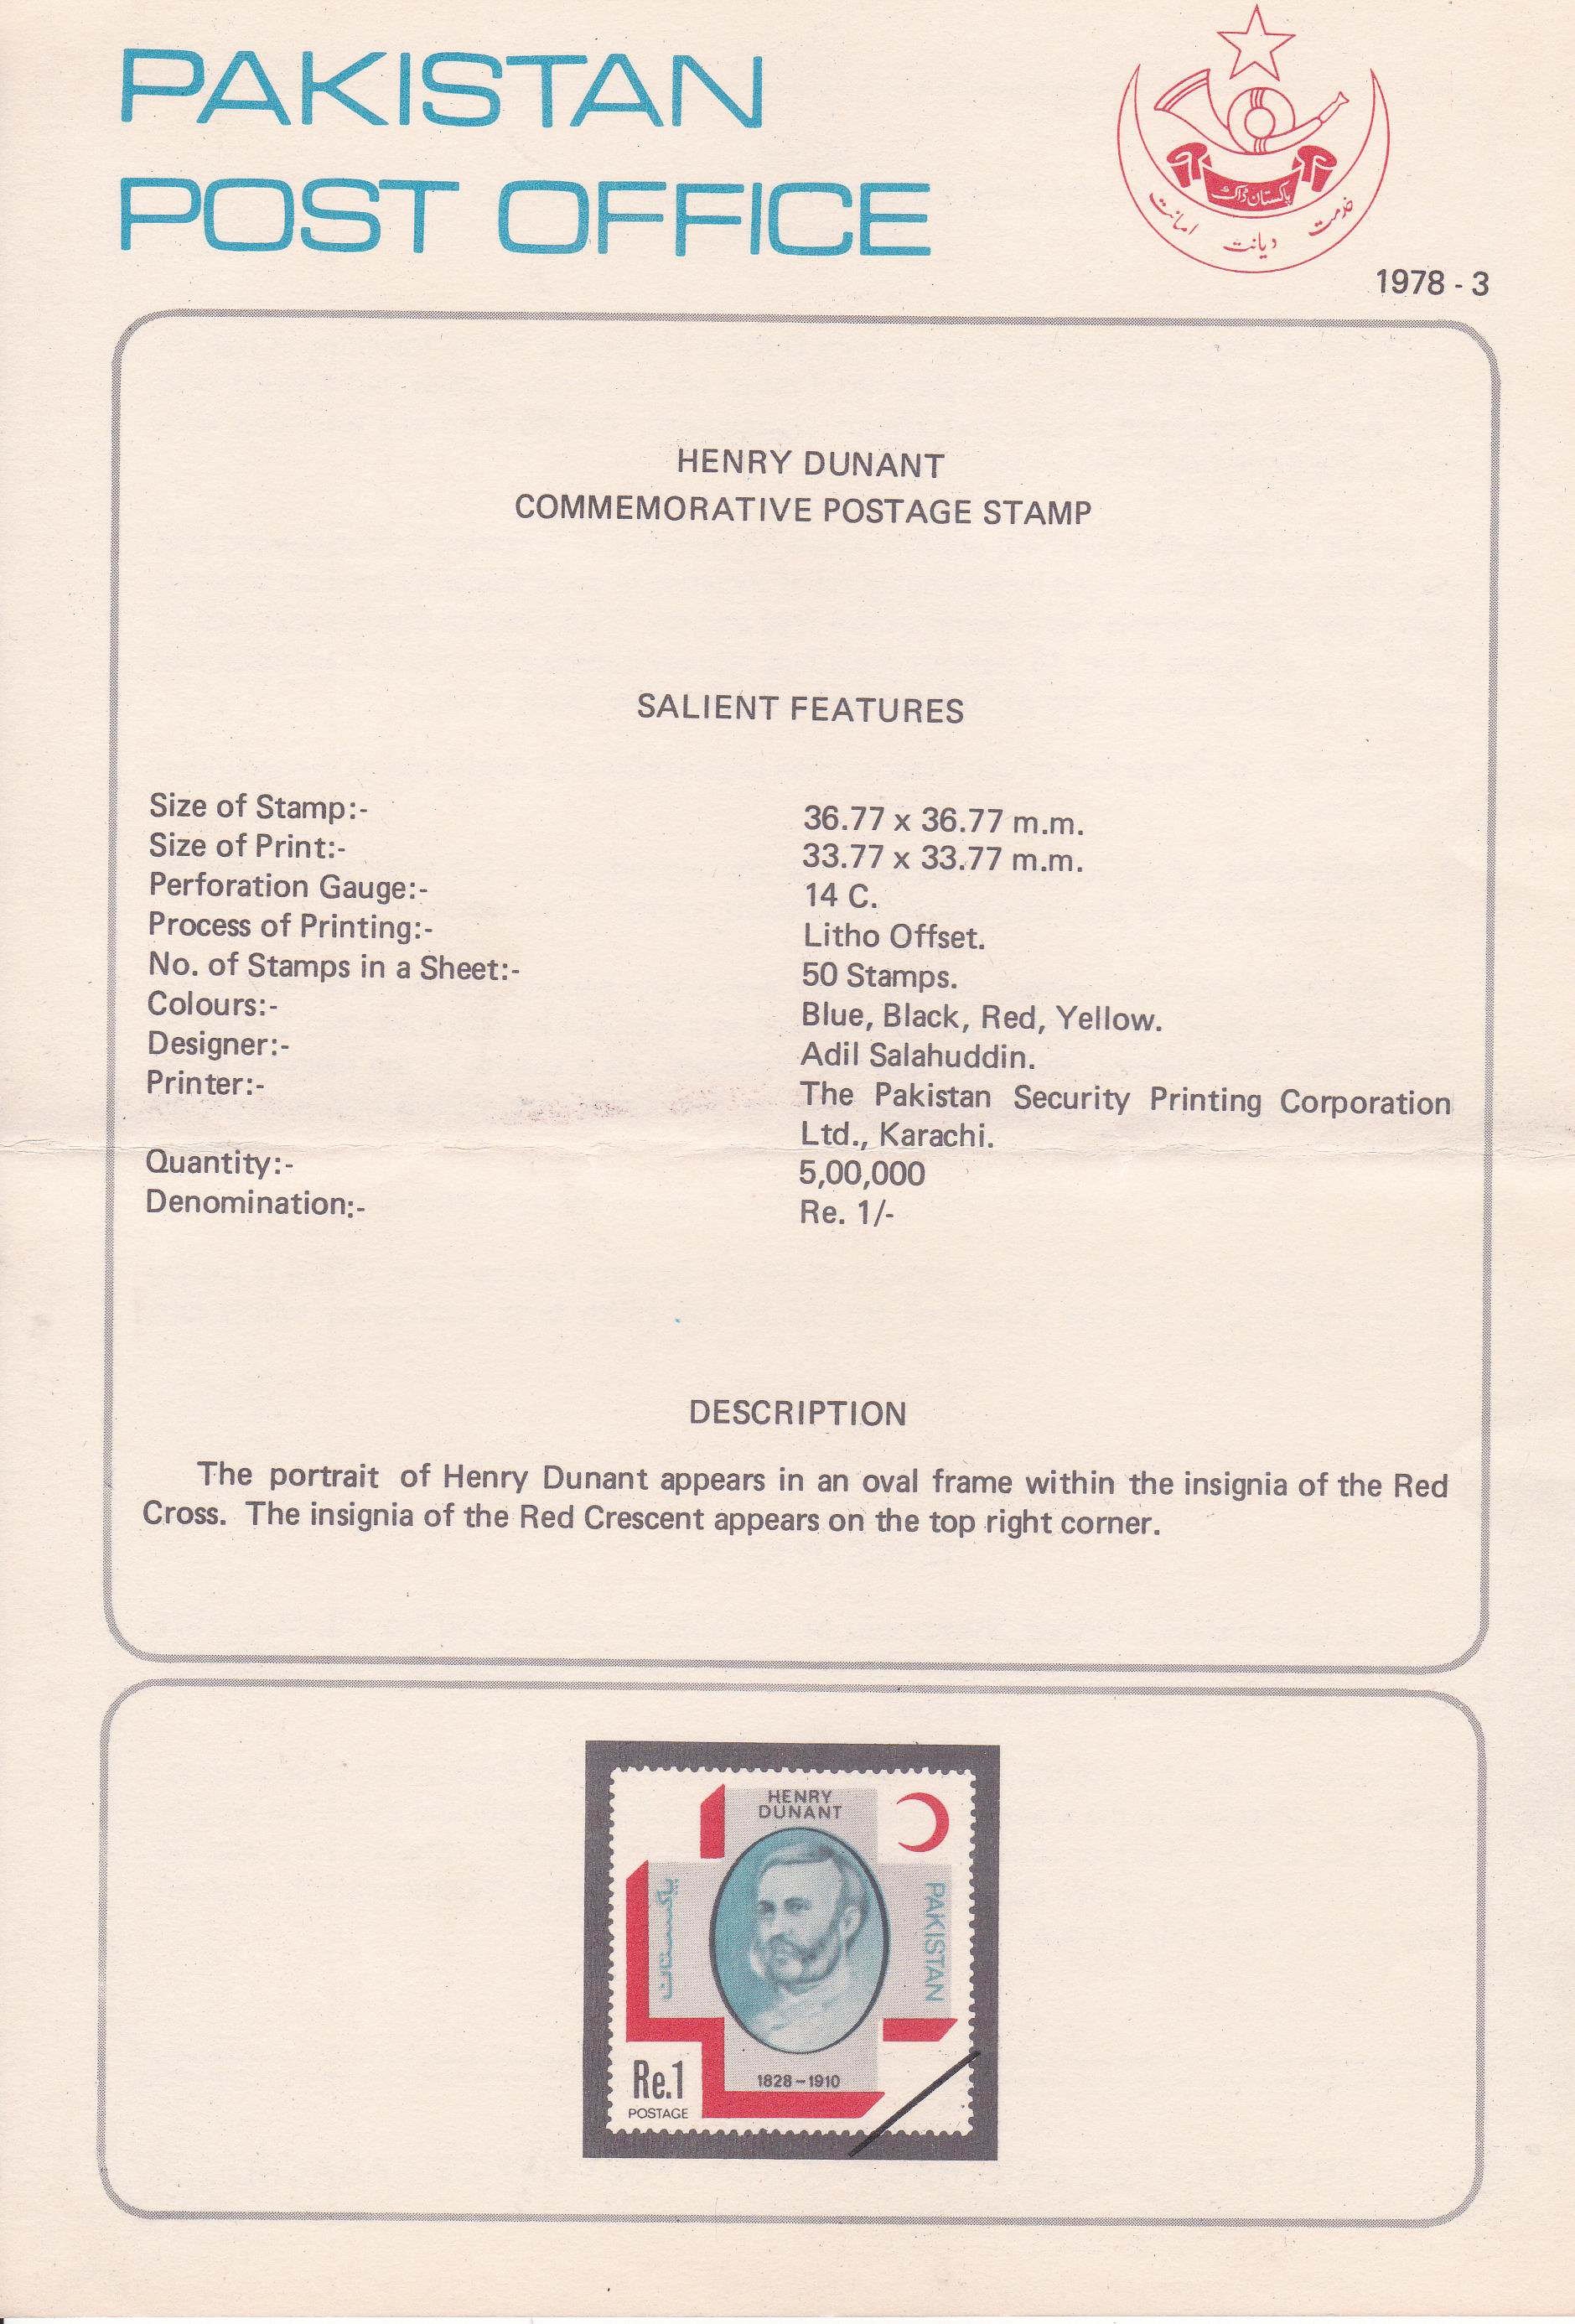 PAKISTAN
POST OFFICE
پاکستان ڈاک
خدمت دیانت امانت
1978 - 3
HENRY DUNANT
COMMEMORATIVE POSTAGE STAMP
SALIENT FEATURES
Size of Stamp:- 36.77 x 36.77 m.m.
Size of Print:- 33.77 x 33.77 m.m.
Perforation Gauge:- 14 C.
Process of Printing:- Litho Offset.
No. of Stamps in a Sheet:- 50 Stamps.
Colours:- Blue, Black, Red, Yellow.
Designer:- Adil Salahuddin.
Printer:- The Pakistan Security Printing Corporation
Ltd., Karachi.
Quantity:- 5,00,000
Denomination:- Re. 1/-
DESCRIPTION
The portrait of Henry Dunant appears in an oval frame within the insignia of the Red
Cross. The insignia of the Red Crescent appears on the top right corner.
HENRY
DUNANT
پاکستان
PAKISTAN
1828-1910
Re.1
POSTAGE